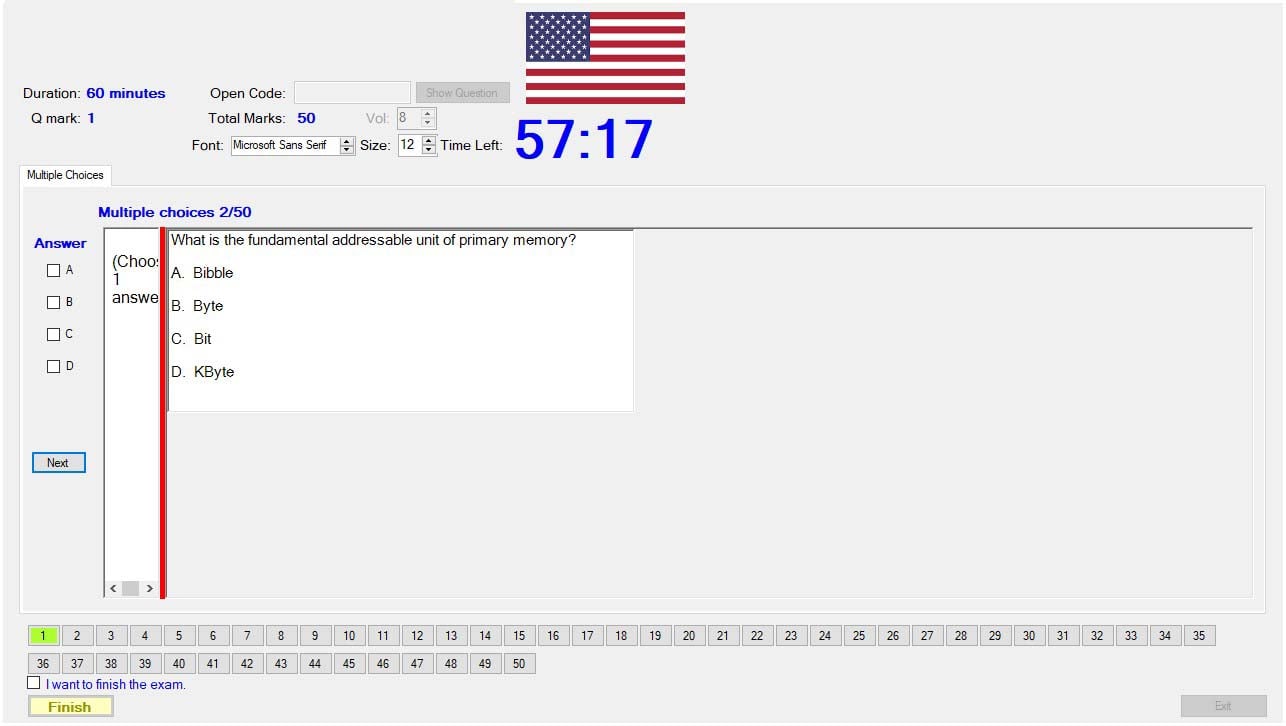 Duration: 60 minutes Open Code: Show Question
Q mark: 1 Total Marks: 50 Vol: 8
Font: Microsoft Sans Serif Size: 12 Time Left: 57:17
Multiple Choices
Multiple choices 2/50
Answer
A
B
C
D
Next
(Choos
1
answe
What is the fundamental addressable unit of primary memory?
A. Bibble
B. Byte
C. Bit
D. KByte
1 2 3 4 5 6 7 8 9 10 11 12 13 14 15 16 17 18 19 20 21 22 23 24 25 26 27 28 29 30 31 32 33 34 35
36 37 38 39 40 41 42 43 44 45 46 47 48 49 50
I want to finish the exam.
Finish Exit